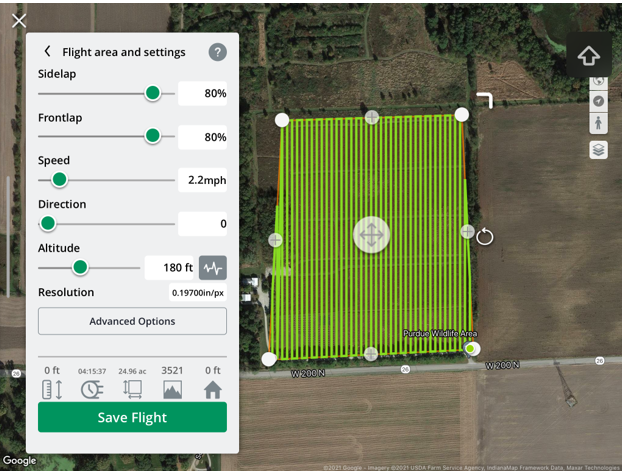 Flight area and settings
?
Sidelap
80%
Frontlap
80%
Speed
2.2mph
Direction
0
Altitude
180 ft
Resolution
0.19700in/px
Advanced Options
0 ft 04:15:37 24.96 ac 3521 0 ft
Save Flight
Google
Purdue Wildlife Area
W 200 N
W 200 N
26
26
26
©2021 Google - Imagery ©2021 USDA Farm Service Agency, IndianaMap Framework Data, Maxar Technologies